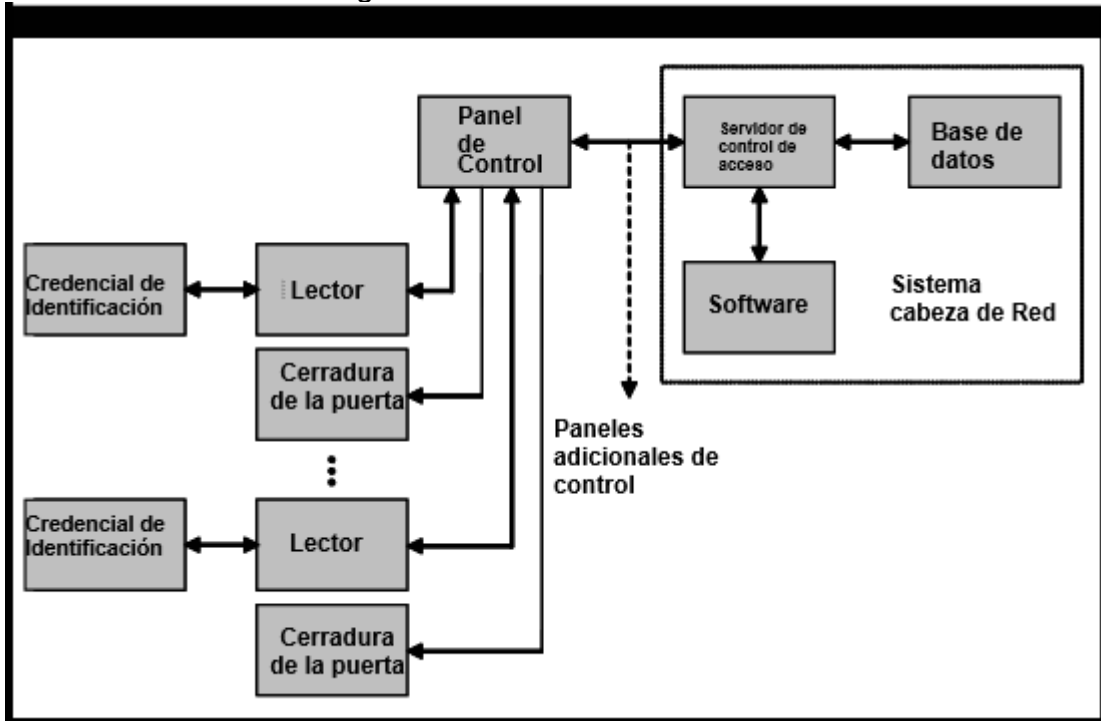 Panel
de
Control
Servidor de
control de
acceso
Base de
datos
Credencial de
Identificación
Lector
Software
Sistema
cabeza de Red
Cerradura
de la puerta
Paneles
adicionales de
control
Credencial de
Identificación
Lector
Cerradura
de la puerta